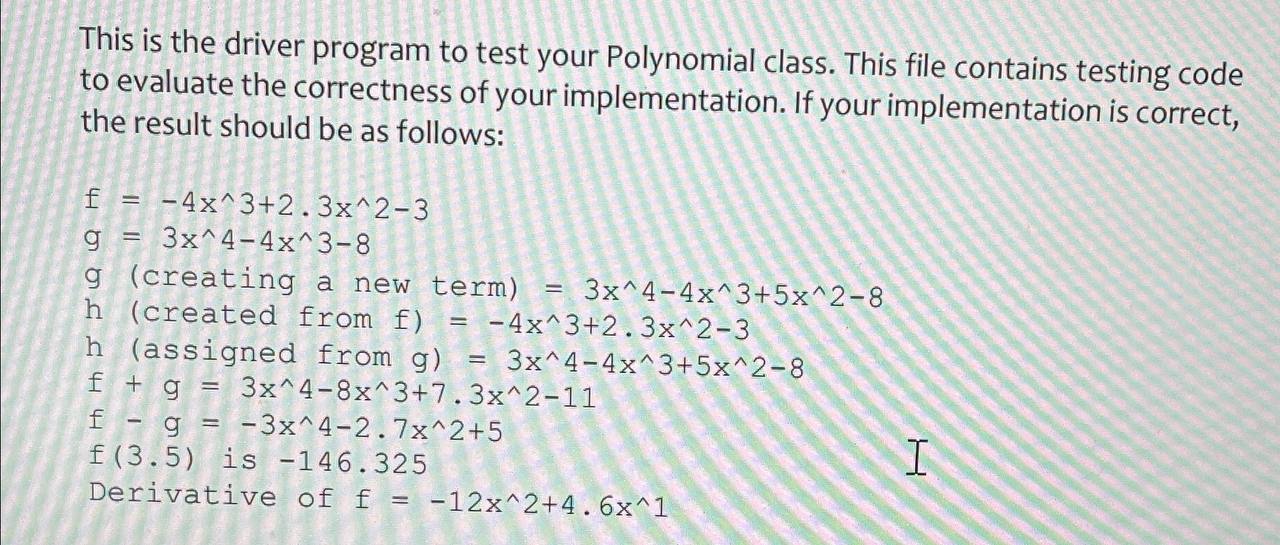 This is the driver program to test your Polynomial class. This file contains testing code
to evaluate the correctness of your implementation. If your implementation is correct,
the result should be as follows:
f = -4x^3+2.3x^2-3
g = 3x^4-4x^3-8
g (creating a new term) = 3x^4-4x^3+5x^2-8
h (created from f) = -4x^3+2.3x^2-3
h (assigned from g) = 3x^4-4x^3+5x^2-8
f + g = 3x^4-8x^3+7.3x^2-11
f - g = -3x^4-2.7x^2+5
f(3.5) is -146.325
Derivative of f = -12x^2+4.6x^1